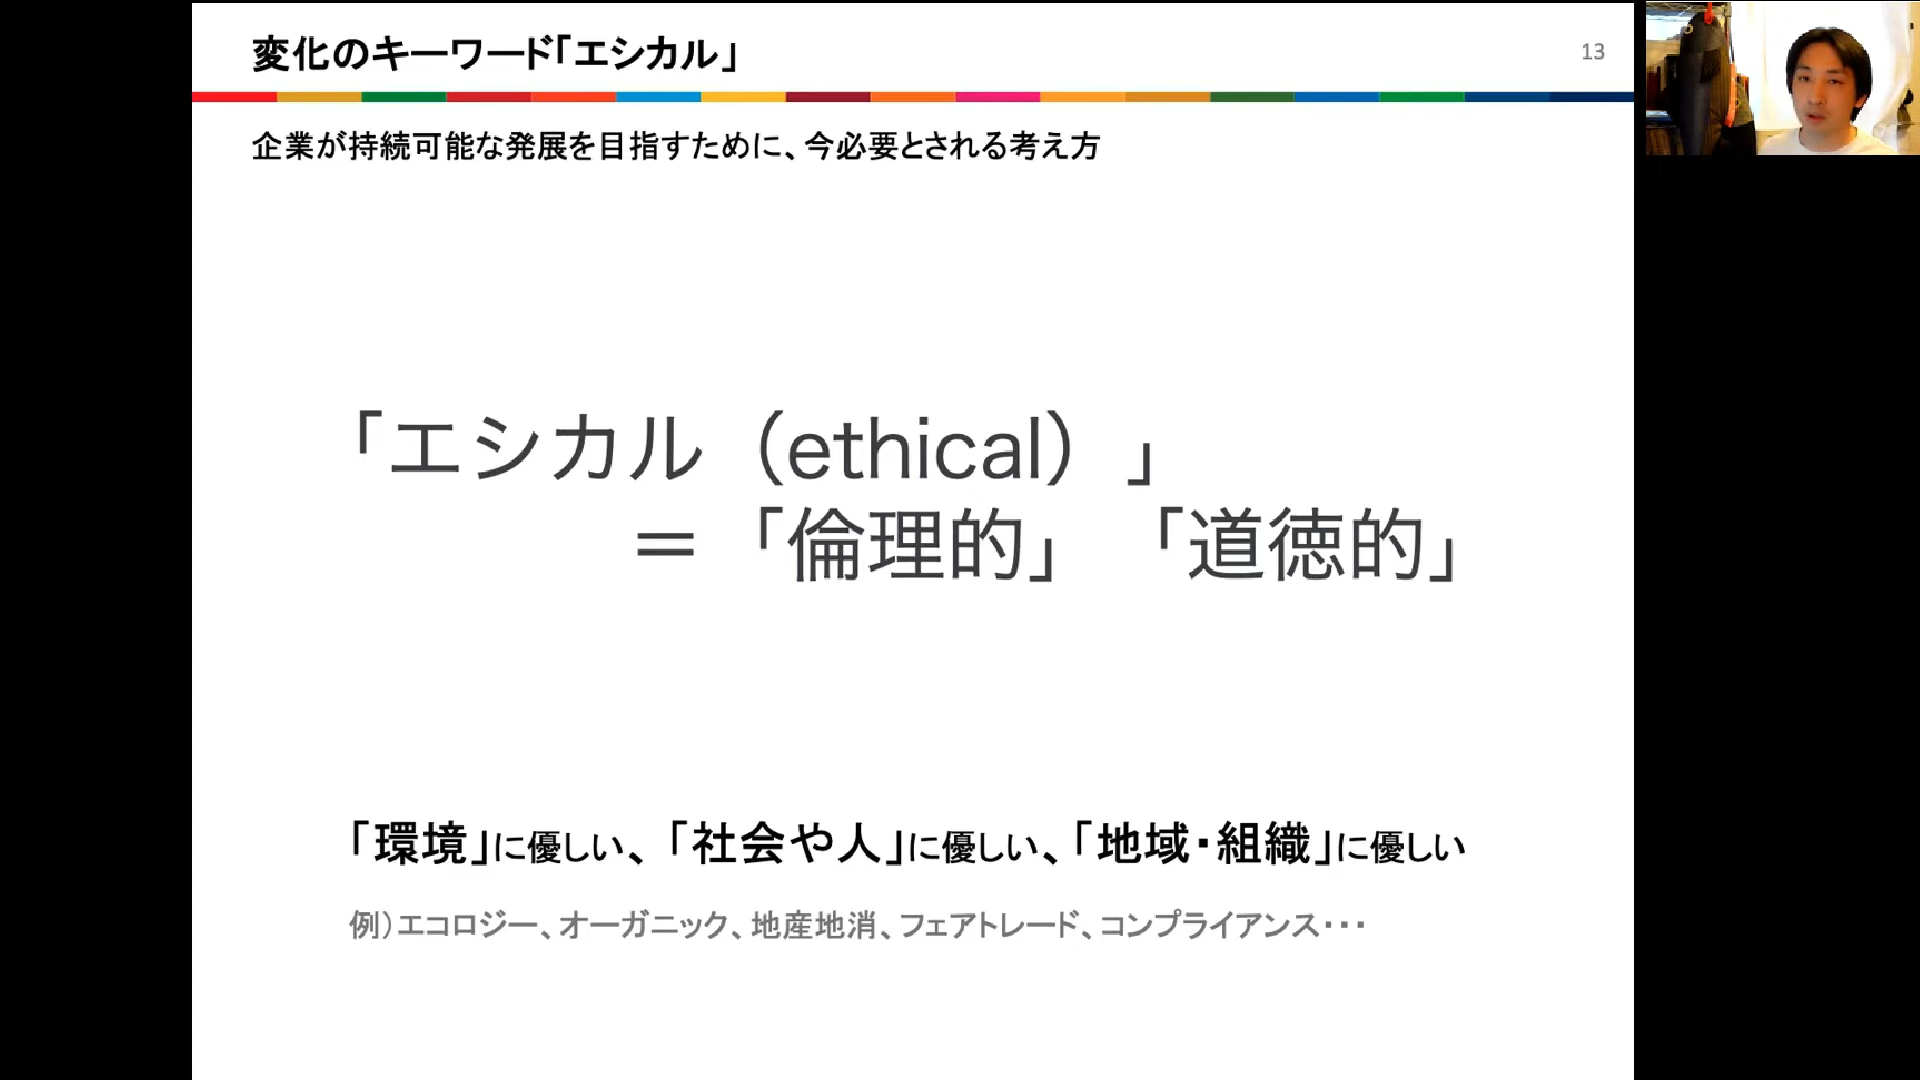 変化のキーワード「エシカル」
13
企業が持続可能な発展を目指すために、今必要とされる考え方
「エシカル（ethical）」
＝「倫理的」「道徳的」
「環境」に優しい、「社会や人」に優しい、「地域・組織」に優しい
例）エコロジー、オーガニック、地産地消、フェアトレード、コンプライアンス・・・